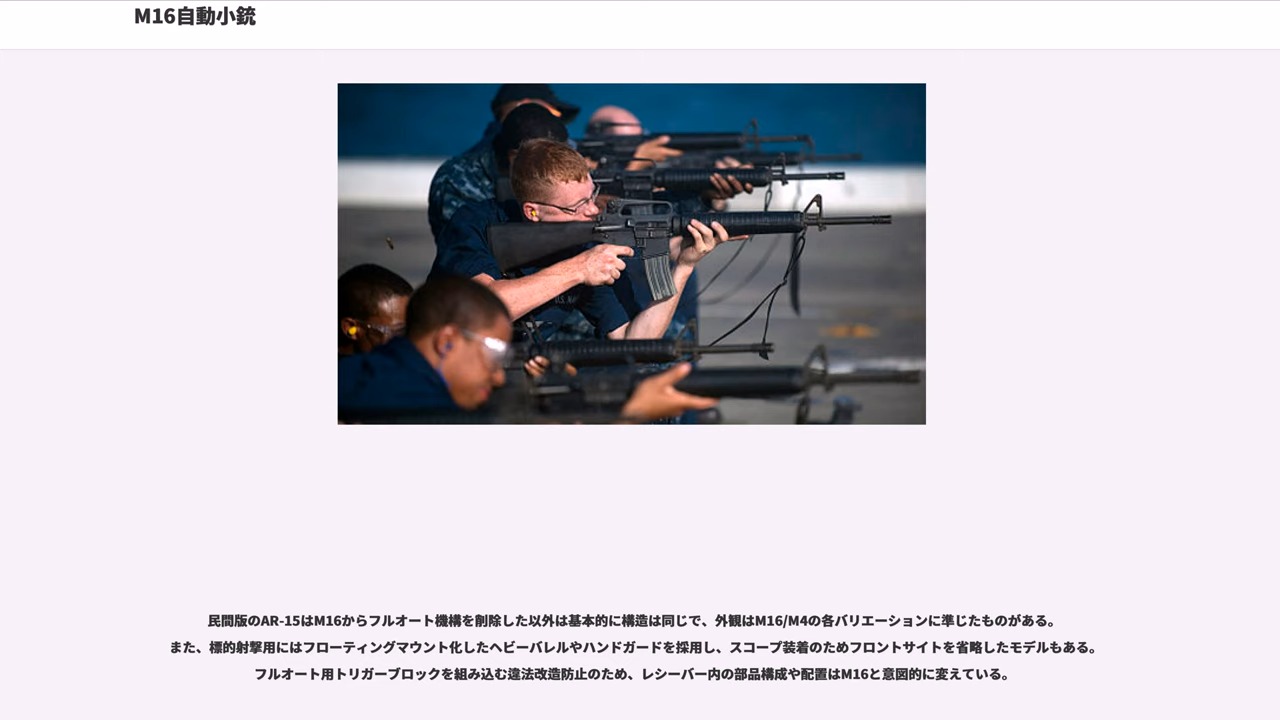 M16自動小銃
U.S. NA
民間版のAR-15はM16からフルオート機構を削除した以外は基本的に構造は同じで、外観はM16/M4の各バリエーションに準じたものがある。
また、標的射撃用にはフローティングマウント化したヘビーバレルやハンドガードを採用し、スコープ装着のためフロントサイトを省略したモデルもある。
フルオート用トリガーブロックを組み込む違法改造防止のため、レシーバー内の部品構成や配置はM16と意図的に変えている。